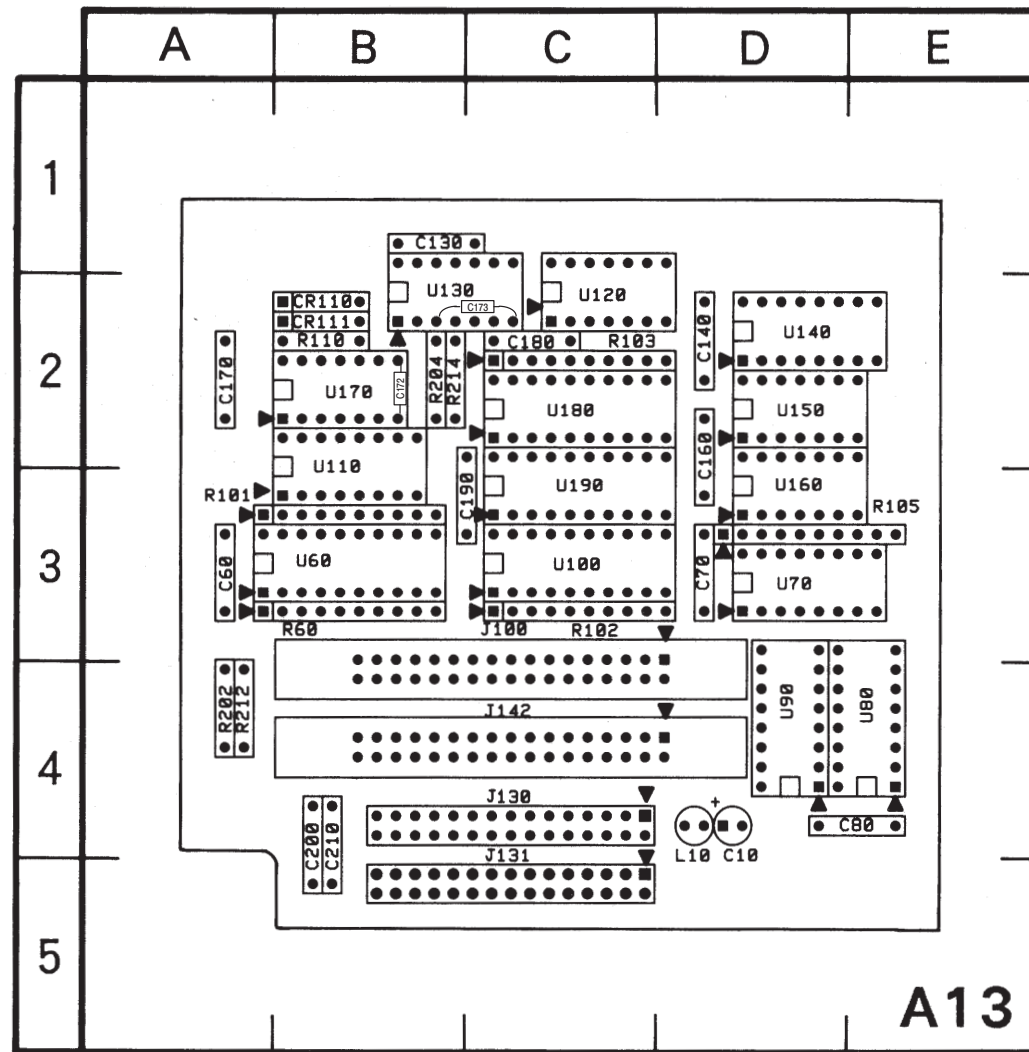 A B C D E
1
C130
U130 U120
CR110 C173
CR111 C140 U140
R110 C180 R103
2
C170 U170 C172 R204 R214 U180 U150
U110 C190 U190 C160 U160
R101 R105
3
C60 U60 U100 C70 U70
R60 J100 R102
R202 R212 U90 U80
J142
4
J130 +
C200 C210 C80
J131 L10 C10
5
A13